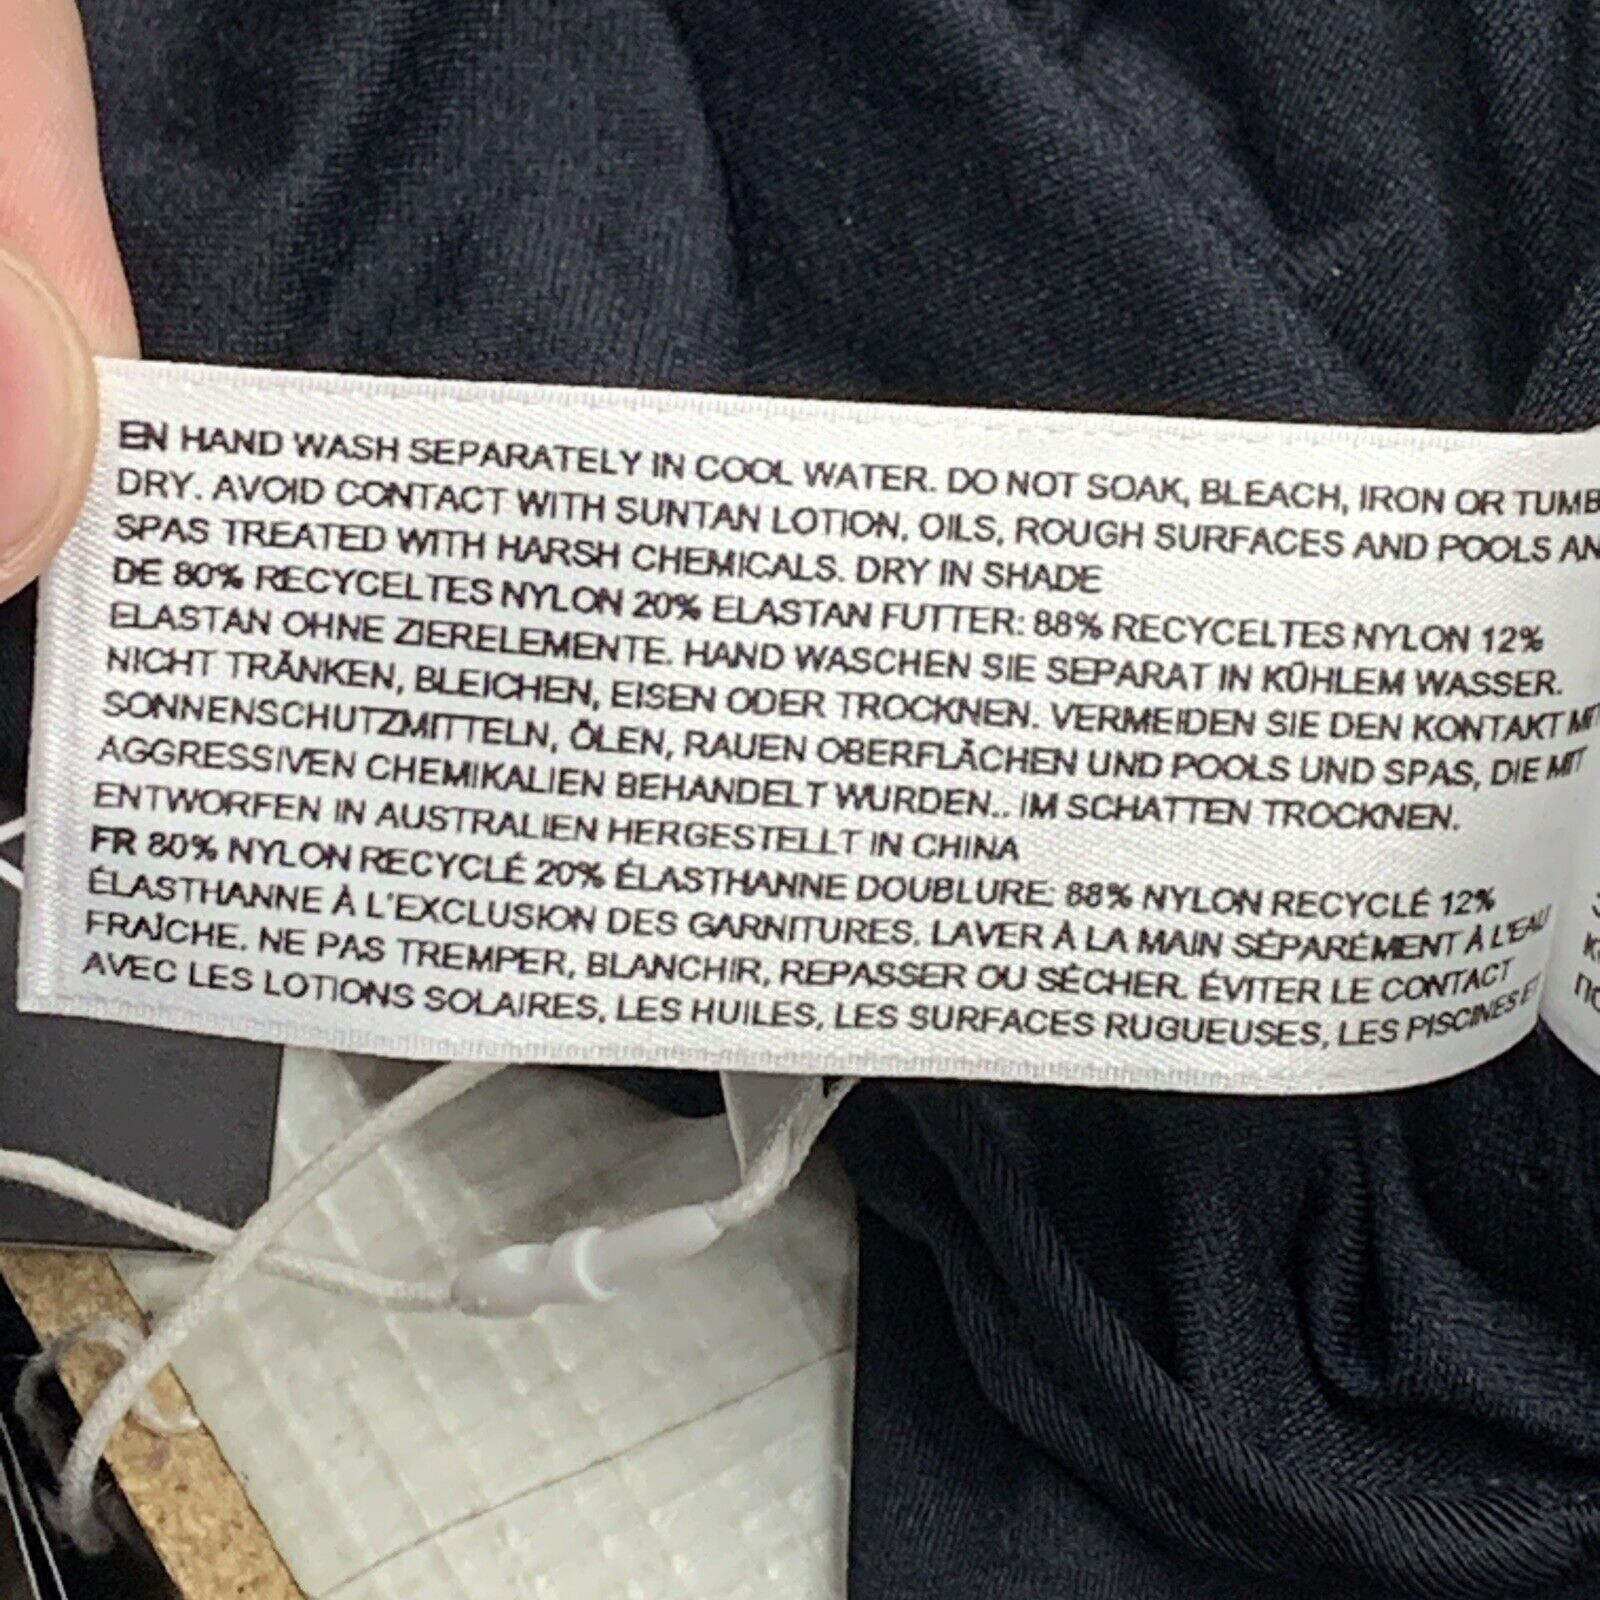 EN HAND WASH SEPARATELY IN COOL WATER. DO NOT SOAK, BLEACH, IRON OR TUMB
DRY. AVOID CONTACT WITH SUNTAN LOTION, OILS, ROUGH SURFACES AND POOLS AN
SPAS TREATED WITH HARSH CHEMICALS. DRY IN SHADE
DE 80% RECYCELTES NYLON 20% ELASTAN FUTTER: 88% RECYCELTES NYLON 12%
ELASTAN OHNE ZIERELEMENTE. HAND WASCHEN SIE SEPARAT IN KÜHLEM WASSER.
NICHT TRÄNKEN, BLEICHEN, EISEN ODER TROCKNEN. VERMEIDEN SIE DEN KONTAKT MIT
SONNENSCHUTZMITTELN, ÖLEN, RAUEN OBERFLÄCHEN UND POOLS UND SPAS, DIE MIT
AGGRESSIVEN CHEMIKALIEN BEHANDELT WURDEN.. IM SCHATTEN TROCKNEN.
ENTWORFEN IN AUSTRALIEN HERGESTELLT IN CHINA
FR 80% NYLON RECYCLÉ 20% ÉLASTHANNE DOUBLURE: 88% NYLON RECYCLÉ 12%
ÉLASTHANNE À L'EXCLUSION DES GARNITURES. LAVER À LA MAIN SÉPARÉMENT À L'EAU
FRAÎCHE. NE PAS TREMPER, BLANCHIR, REPASSER OU SÉCHER. ÉVITER LE CONTACT
AVEC LES LOTIONS SOLAIRES, LES HUILES, LES SURFACES RUGUEUSES, LES PISCINES ET